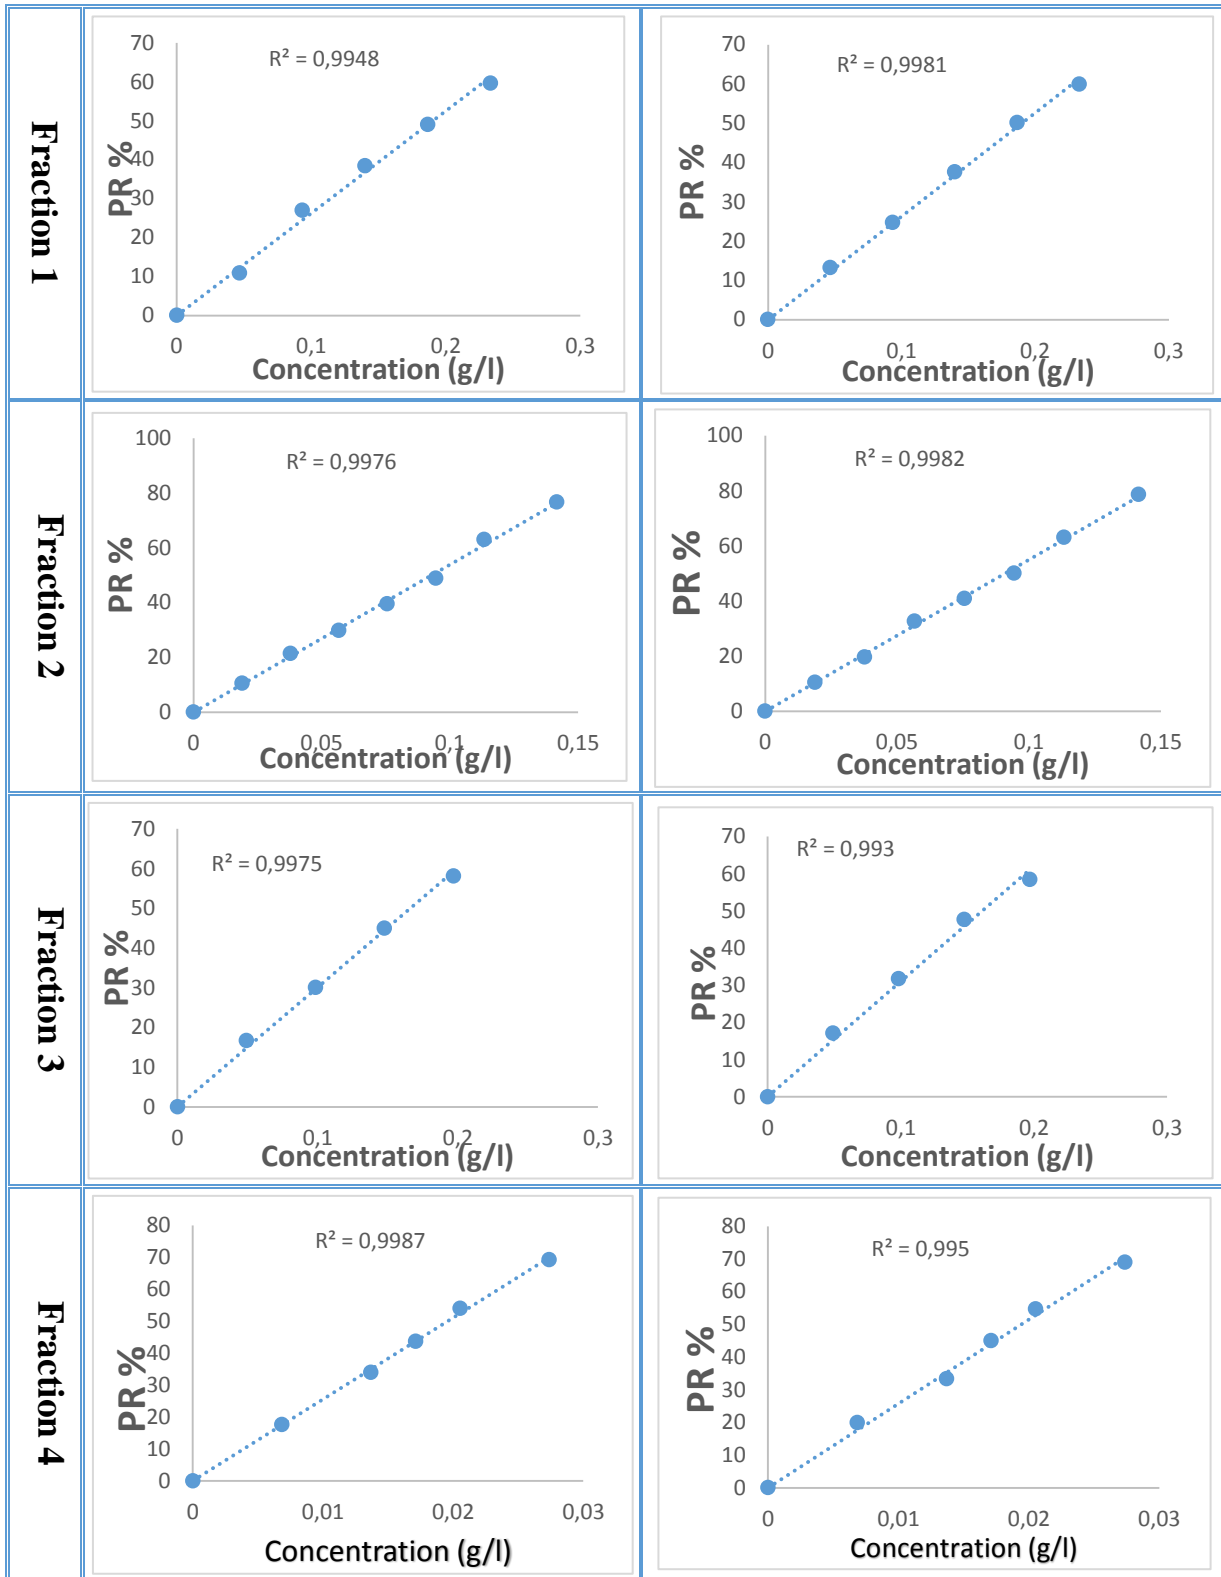 Fraction 1
R² = 0,9948
PR %
70
60
50
40
30
20
10
0
0 0,1 0,2 0,3
Concentration (g/l)
R² = 0,9981
PR %
70
60
50
40
30
20
10
0
0 0,1 0,2 0,3
Concentration (g/l)
Fraction 2
R² = 0,9976
PR %
100
80
60
40
20
0
0 0,05 0,1 0,15
Concentration (g/l)
R² = 0,9982
PR %
100
80
60
40
20
0
0 0,05 0,1 0,15
Concentration (g/l)
Fraction 3
R² = 0,9975
PR %
70
60
50
40
30
20
10
0
0 0,1 0,2 0,3
Concentration (g/l)
R² = 0,993
PR %
70
60
50
40
30
20
10
0
0 0,1 0,2 0,3
Concentration (g/l)
Fraction 4
R² = 0,9987
PR %
80
70
60
50
40
30
20
10
0
0 0,01 0,02 0,03
Concentration (g/l)
R² = 0,995
PR %
80
70
60
50
40
30
20
10
0
0 0,01 0,02 0,03
Concentration (g/l)